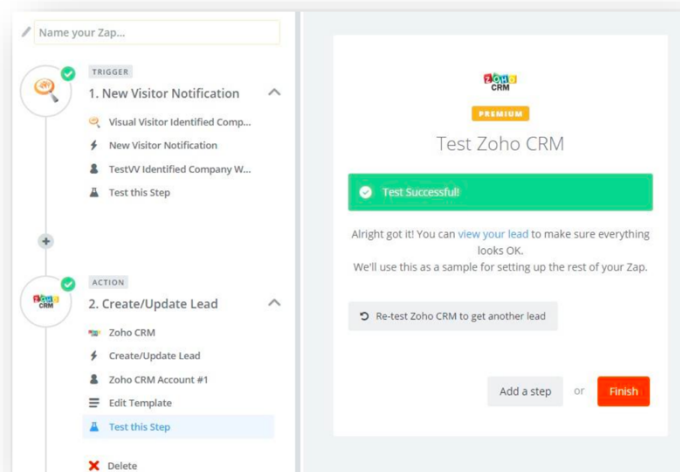 Name your Zap...
TRIGGER
1. New Visitor Notification
Visual Visitor Identified Comp...
New Visitor Notification
TestVV Identified Company W...
Test this Step
ACTION
ZOHO
CRM
2. Create/Update Lead
Zoho CRM
Create/Update Lead
Zoho CRM Account #1
Edit Template
Test this Step
Delete
ZOHO
CRM
PREMIUM
Test Zoho CRM
Test Successful!
Alright got it! You can view your lead to make sure everything
looks OK.
We'll use this as a sample for setting up the rest of your Zap.
Re-test Zoho CRM to get another lead
Add a step or Finish